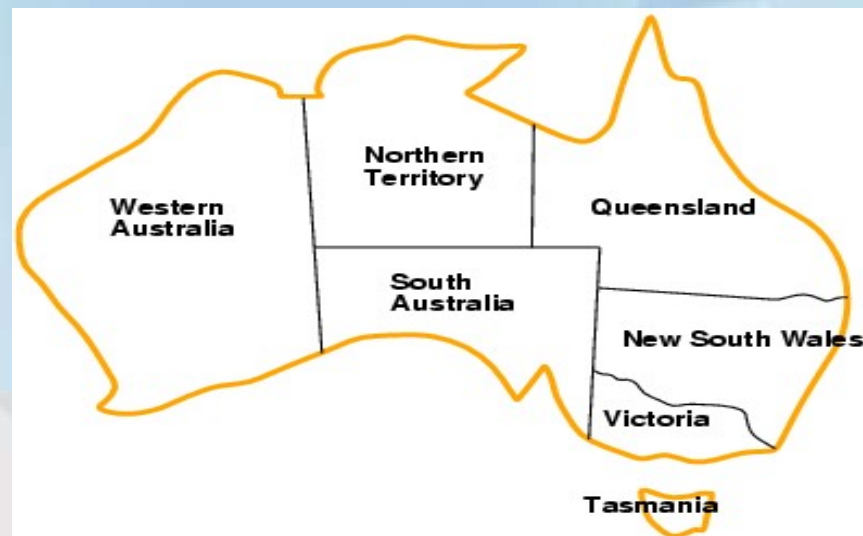 Northern
Territory
Western
Australia
Queensland
South
Australia
New South Wales
Victoria
Tasmania